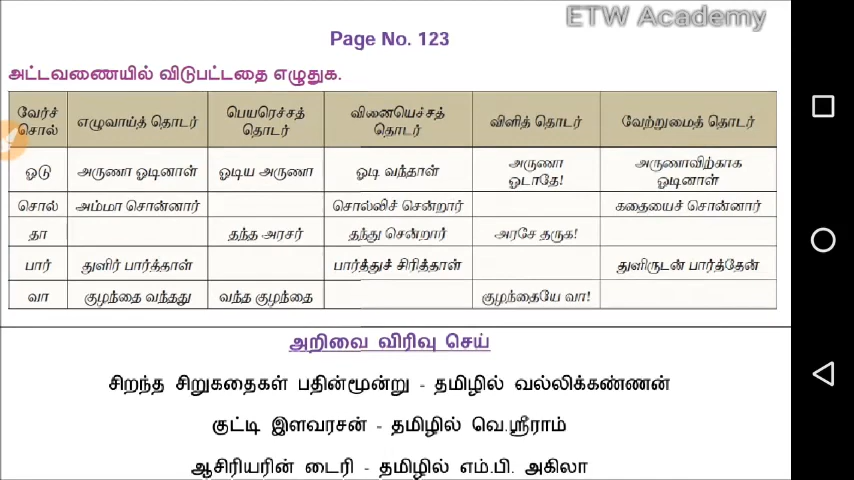 ETW Academy
Page No. 123
அட்டவணையில் விடுபட்டதை எழுதுக.
வேர்ச் சொல் எழுவாய்த் தொடர் பெயரெச்சத் தொடர் வினையெச்சத் தொடர் விளித் தொடர் வேற்றுமைத் தொடர்
ஓடு அருணா ஓடினாள் ஓடிய அருணா ஓடி வந்தாள் அருணா ஓடாதே! அருணாவிற்காக ஓடினாள்
சொல் அம்மா சொன்னார் சொல்லிச் சென்றார் கதையைச் சொன்னார்
தா தந்த அரசர் தந்து சென்றார் அரசே தருக!
பார் துளிர் பார்த்தாள் பார்த்துச் சிரித்தாள் துளிருடன் பார்த்தேன்
வா குழந்தை வந்தது வந்த குழந்தை குழந்தையே வா!
அறிவை விரிவு செய்
சிறந்த சிறுகதைகள் பதின்மூன்று - தமிழில் வல்லிக்கண்ணன்
குட்டி இளவரசன் - தமிழில் வெ.ஸ்ரீராம்
ஆசிரியரின் டைரி - தமிழில் எம்.பி. அகிலா